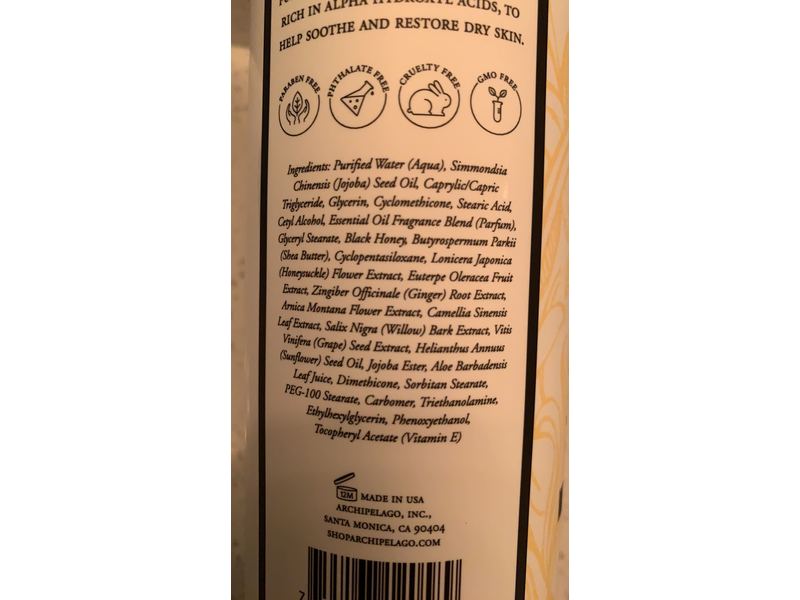 RICH IN ALPHA HYDROXYL ACIDS, TO
HELP SOOTHE AND RESTORE DRY SKIN.
PARABEN FREE
PHTHALATE FREE
CRUELTY FREE
GMO FREE
Ingredients: Purified Water (Aqua), Simmondsia
Chinensis (Jojoba) Seed Oil, Caprylic/Capric
Triglyceride, Glycerin, Cyclomethicone, Stearic Acid,
Cetyl Alcohol, Essential Oil Fragrance Blend (Parfum),
Glyceryl Stearate, Black Honey, Butyrospermum Parkii
(Shea Butter), Cyclopentasiloxane, Lonicera Japonica
(Honeysuckle) Flower Extract, Euterpe Oleracea Fruit
Extract, Zingiber Officinale (Ginger) Root Extract,
Arnica Montana Flower Extract, Camellia Sinensis
Leaf Extract, Salix Nigra (Willow) Bark Extract, Vitis
Vinifera (Grape) Seed Extract, Helianthus Annuus
(Sunflower) Seed Oil, Jojoba Ester, Aloe Barbadensis
Leaf Juice, Dimethicone, Sorbitan Stearate,
PEG-100 Stearate, Carbomer, Triethanolamine,
Ethylhexylglycerin, Phenoxyethanol,
Tocopheryl Acetate (Vitamin E)
12M MADE IN USA
ARCHIPELAGO, INC.,
SANTA MONICA, CA 90404
SHOPARCHIPELAGO.COM
7